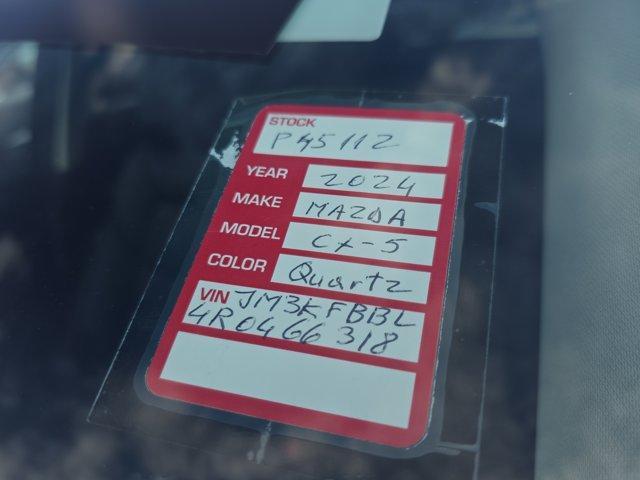 STOCK
P45112
YEAR 2024
MAKE MAZDA
MODEL CX-5
COLOR Quartz
VIN JM3KFBBL
4R0466318